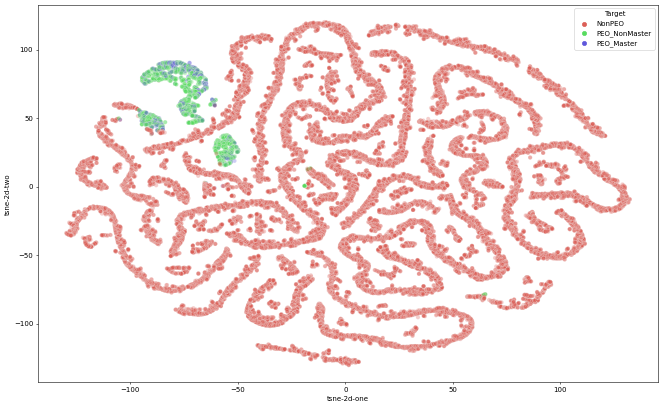 Target
NonPEO
PEO_NonMaster
PEO_Master
100
50
0
−50
−100
tsne-2d-two
−100
−50
0
50
100
tsne-2d-one